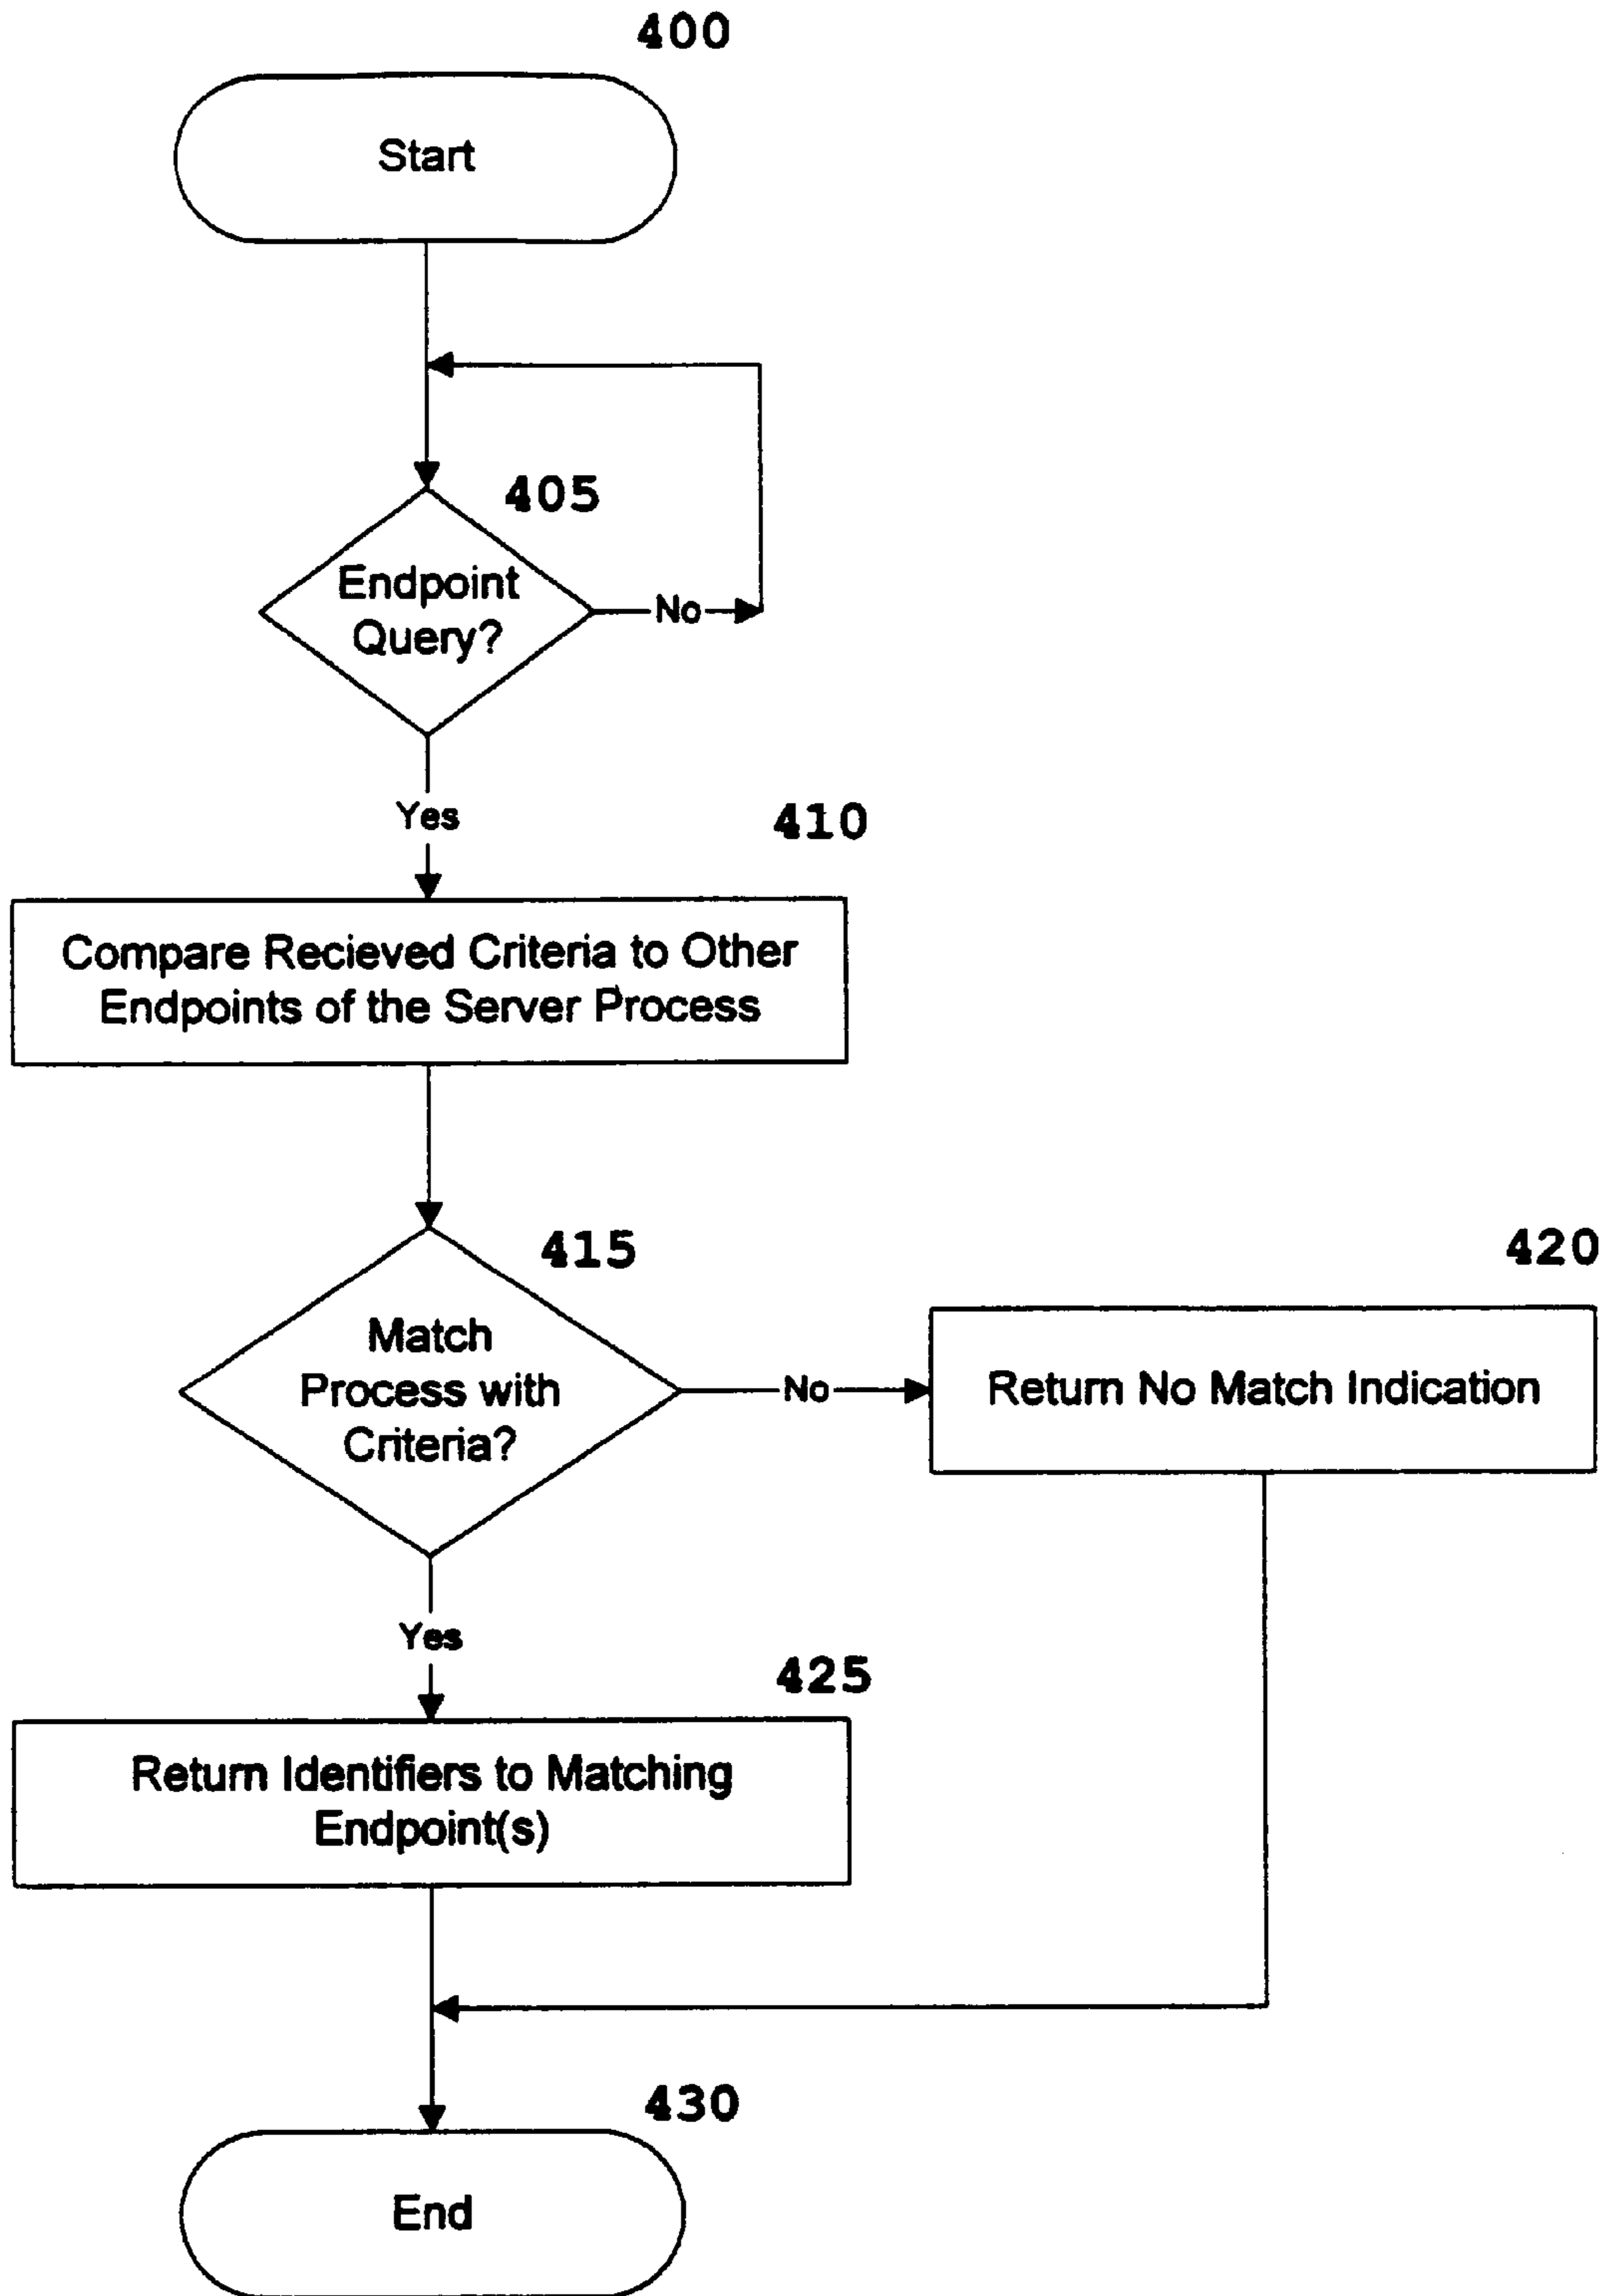 400
Start
405
Endpoint
Query?
No
Yes
410
Compare Recieved Criteria to Other
Endpoints of the Server Process
415
Match
Process with
Criteria?
No
420
Return No Match Indication
Yes
425
Return Identifiers to Matching
Endpoint(s)
430
End